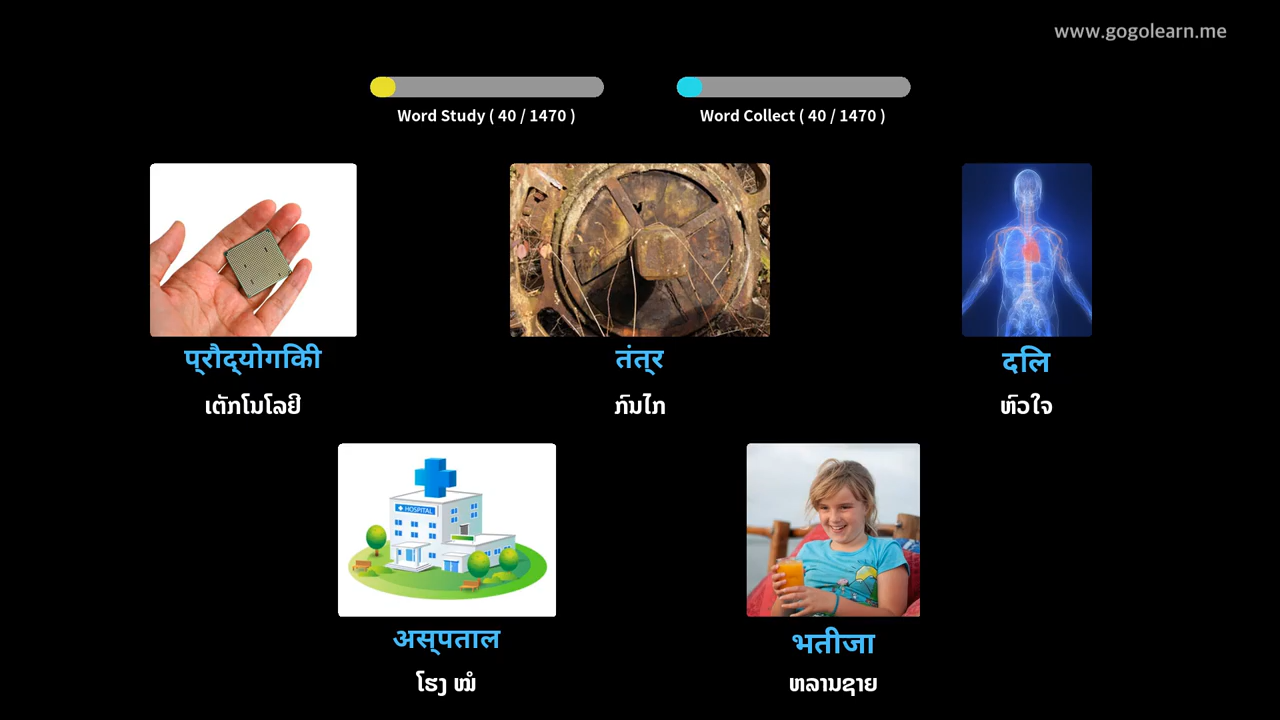 www.gogolearn.me
Word Study ( 40 / 1470 )
Word Collect ( 40 / 1470 )
प्रौद्योगिकी
ເຕັກໂນໂລຢີ
तंत्र
ກົນໄກ
दिल
ຫົວໃຈ
HOSPITAL
अस्पताल
ໂຮງ ໝໍ
भतीजा
ຫລານຊາຍ